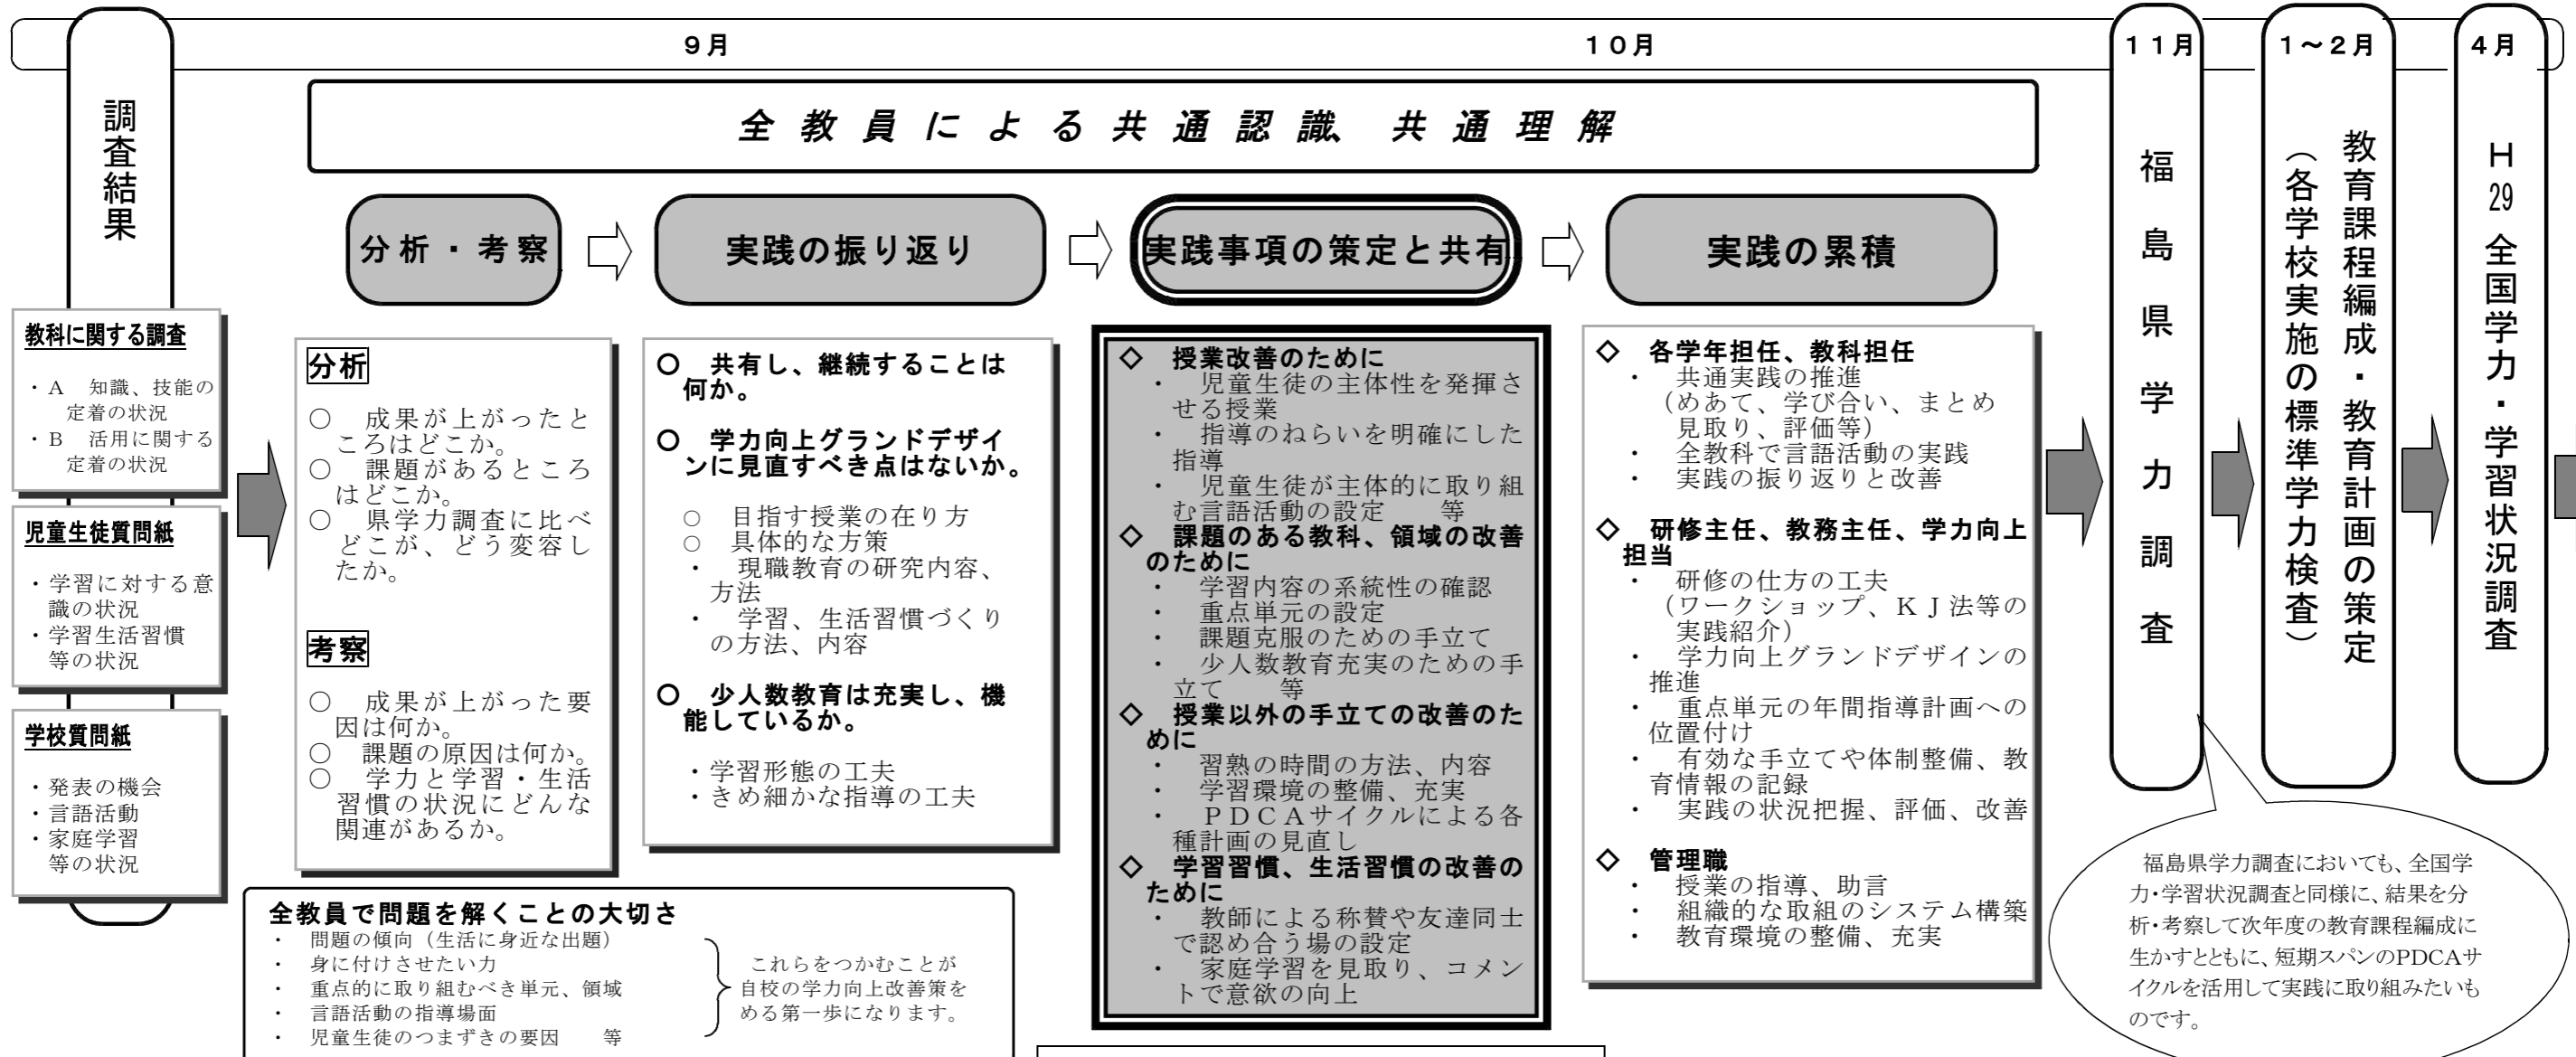 9月
10月
11月
1~2月
4月
調査結果
全教員による共通認識、共通理解
分析・考察
実践の振り返り
実践事項の策定と共有
実践の累積
教科に関する調査
・A 知識、技能の
定着の状況
・B 活用に関する
定着の状況
児童生徒質問紙
・学習に対する意
識の状況
・学習生活習慣
等の状況
学校質問紙
・発表の機会
・言語活動
・家庭学習
等の状況
分析
○ 成果が上がったと
ころはどこか。
○ 課題があるところ
はどこか。
○ 県学力調査に比べ
どこが、どう変容し
たか。
考察
○ 成果が上がった要
因は何か。
○ 課題の原因は何か。
○ 学力と学習・生活
習慣の状況にどんな
関連があるか。
○ 共有し、継続することは
何か。
○ 学力向上グランドデザイ
ンに見直すべき点はないか。
○ 目指す授業の在り方
○ 具体的な方策
・ 現職教育の研究内容、
方法
・ 学習、生活習慣づくり
の方法、内容
○ 少人数教育は充実し、機
能しているか。
・学習形態の工夫
・きめ細かな指導の工夫
◇ 授業改善のために
・ 児童生徒の主体性を発揮さ
せる授業
・ 指導のねらいを明確にした
指導
・ 児童生徒が主体的に取り組
む言語活動の設定 等
◇ 課題のある教科、領域の改善
のために
・ 学習内容の系統性の確認
・ 重点単元の設定
・ 課題克服のための手立て
・ 少人数教育充実のための手
立て 等
◇ 授業以外の手立ての改善のた
めに
・ 習熟の時間の方法、内容
・ 学習環境の整備、充実
・ PDCAサイクルによる各
種計画の見直し
◇ 学習習慣、生活習慣の改善の
ために
・ 教師による称賛や友達同士
で認め合う場の設定
・ 家庭学習を見取り、コメン
トで意欲の向上
◇ 各学年担任、教科担任
・ 共通実践の推進
(めあて、学び合い、まとめ
見取り、評価等)
・ 全教科で言語活動の実践
・ 実践の振り返りと改善
◇ 研修主任、教務主任、学力向上
担当
・ 研修の仕方の工夫
(ワークショップ、KJ法等の
実践紹介)
・ 学力向上グランドデザインの
推進
・ 重点単元の年間指導計画への
位置付け
・ 有効な手立てや体制整備、教
育情報の記録
・ 実践の状況把握、評価、改善
◇ 管理職
・ 授業の指導、助言
・ 組織的な取組のシステム構築
・ 教育環境の整備、充実
福島県学力調査
教育課程編成・教育計画の策定
(各学校実施の標準学力検査)
H29全国学力・学習状況調査
全教員で問題を解くことの大切さ
・ 問題の傾向(生活に身近な出題)
・ 身に付けさせたい力
・ 重点的に取り組むべき単元、領域
・ 言語活動の指導場面
・ 児童生徒のつまずきの要因 等
これらをつかむことが
自校の学力向上改善策を
める第一歩になります。
福島県学力調査においても、全国学
力・学習状況調査と同様に、結果を分
析・考察して次年度の教育課程編成に
生かすとともに、短期スパンのPDCAサ
イクルを活用して実践に取り組みたいも
のです。